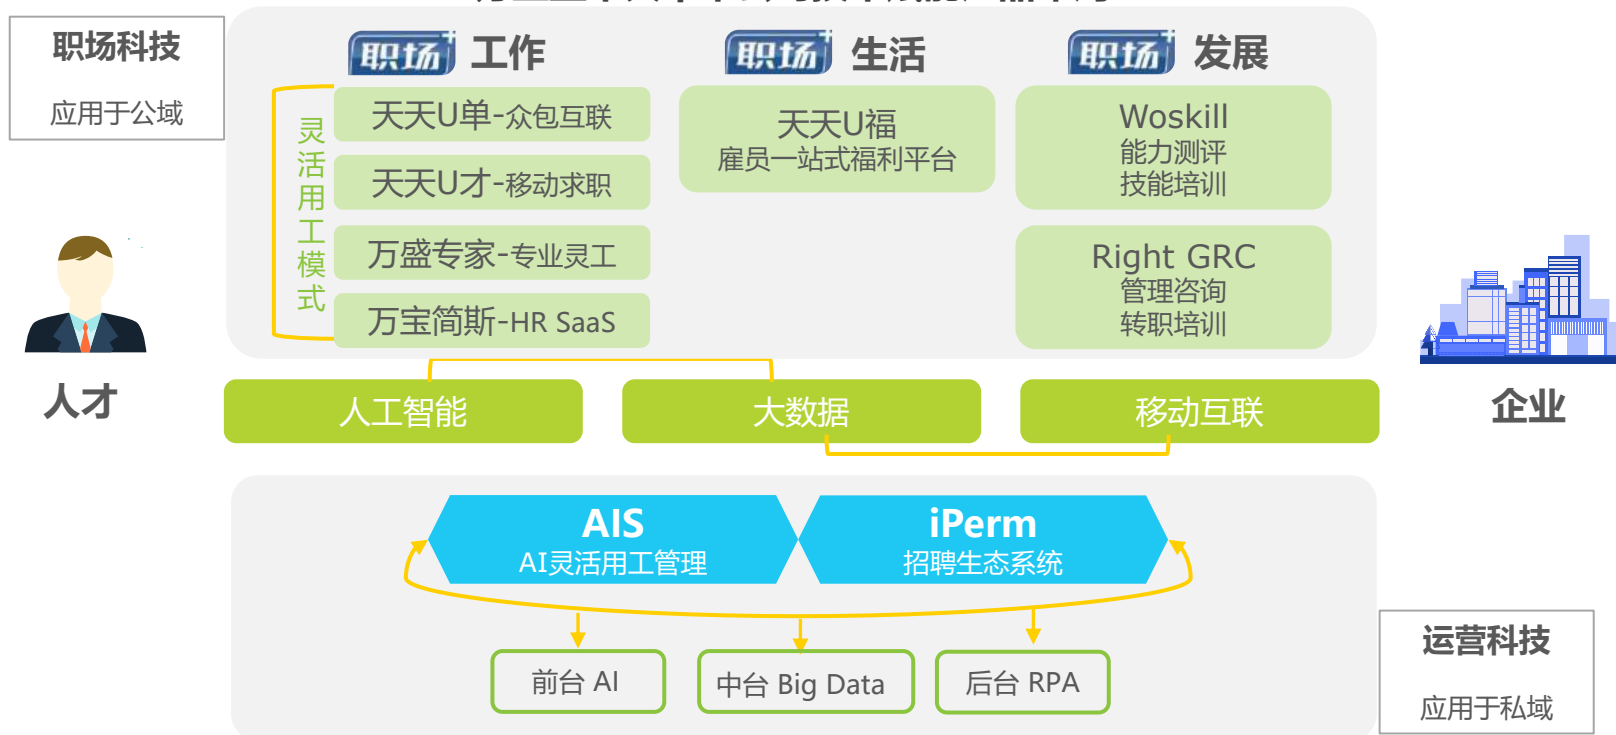 职场科技
应用于公域
职场+ 工作
职场+ 生活
职场+ 发展
灵活用工模式
天天U单-众包互联
天天U才-移动求职
万盛专家-专业灵工
万宝简斯-HR SaaS
天天U福
雇员一站式福利平台
Woskill
能力测评
技能培训
Right GRC
管理咨询
转职培训
人才
企业
人工智能
大数据
移动互联
AIS
AI灵活用工管理
iPerm
招聘生态系统
前台 AI
中台 Big Data
后台 RPA
运营科技
应用于私域